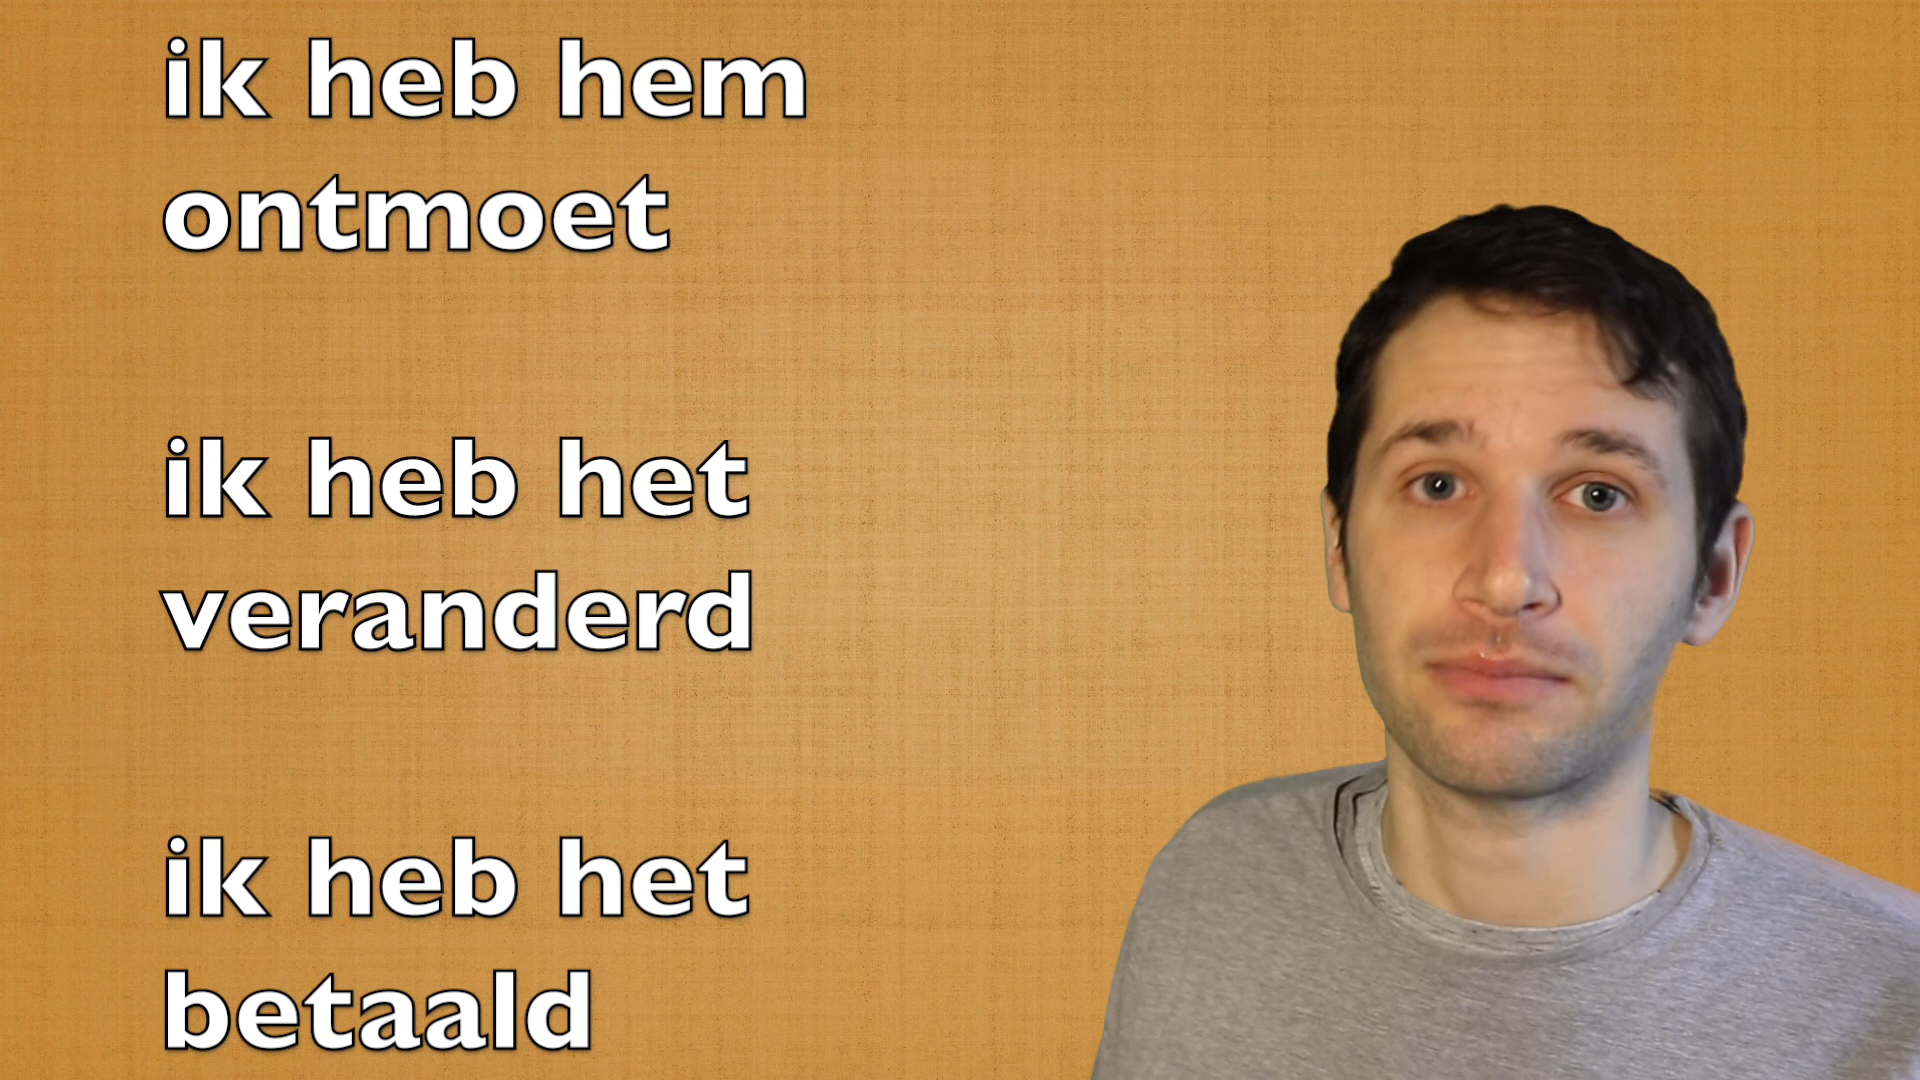 ik heb hem
ontmoet
ik heb het
veranderd
ik heb het
betaald